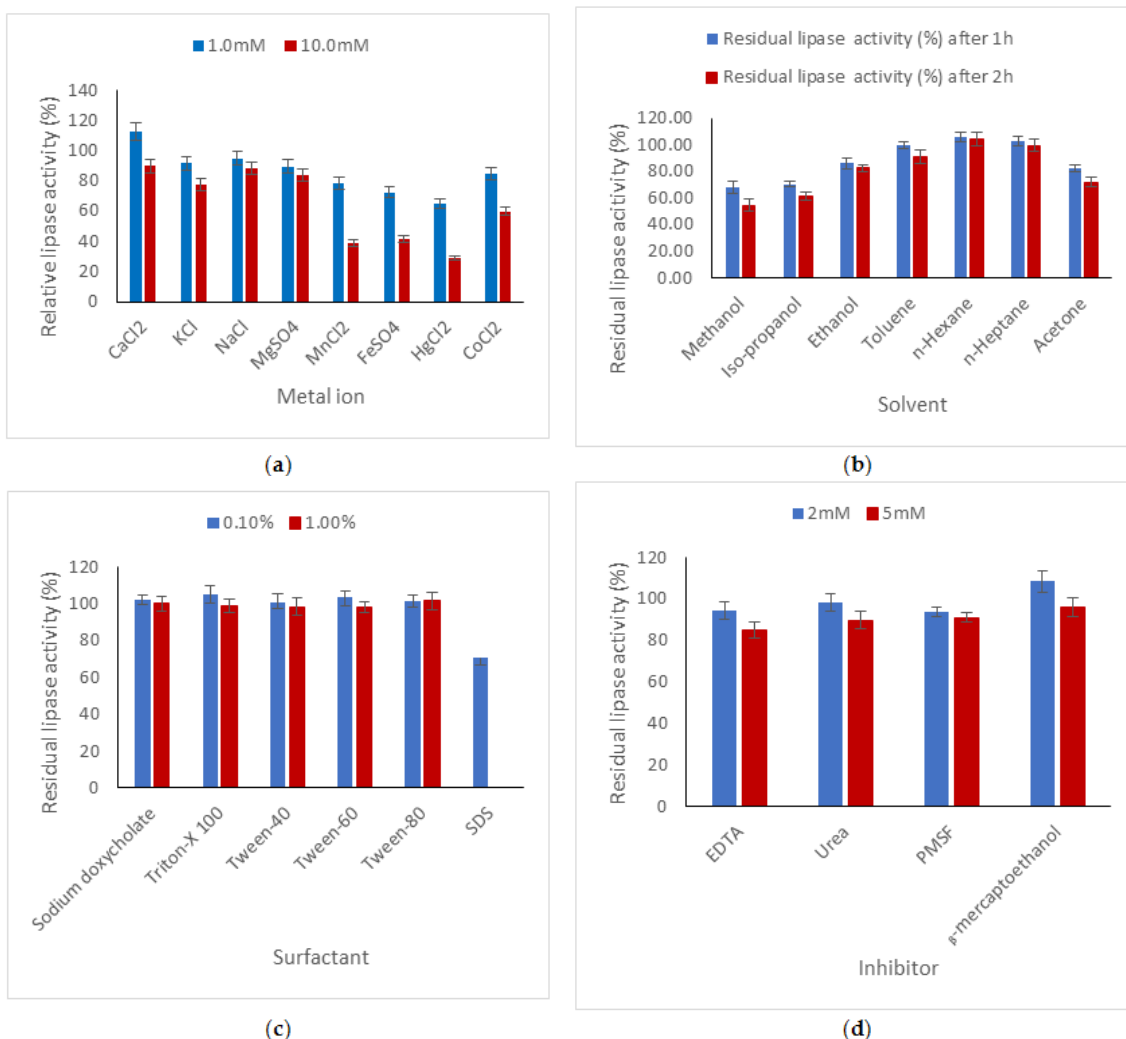 1.0mM 10.0mM
Relative lipase activity (%)
140
120
100
80
60
40
20
0
CaCl2
KCl
NaCl
MgSO4
MnCl2
FeSO4
HgCl2
CoCl2
Metal ion
(a)
Residual lipase activity (%) after 1h
Residual lipase activity (%) after 2h
Residual lipase acitivity (%)
120.00
100.00
80.00
60.00
40.00
20.00
0.00
Methanol
Iso-propanol
Ethanol
Toluene
n-Hexane
n-Heptane
Acetone
Solvent
(b)
0.10% 1.00%
Residual lipase activity (%)
120
100
80
60
40
20
0
Sodium doxycholate
Triton-X 100
Tween-40
Tween-60
Tween-80
SDS
Surfactant
(c)
2mM 5mM
Residual lipase activity (%)
120
100
80
60
40
20
0
EDTA
Urea
PMSF
β-mercaptoethanol
Inhibitor
(d)